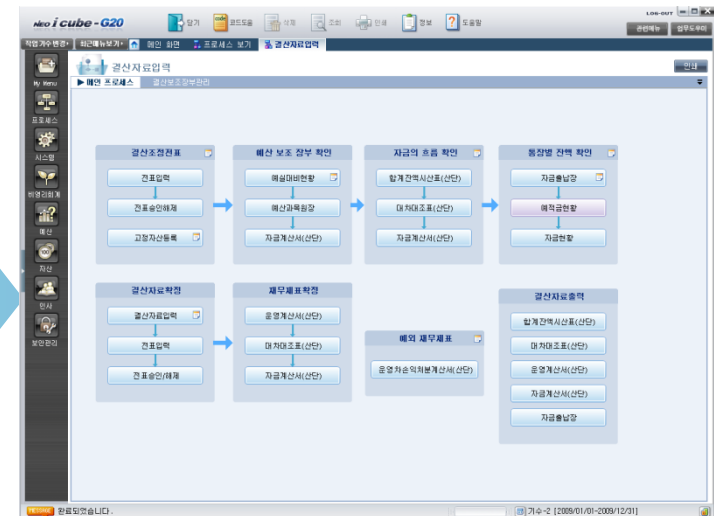 NEO i cube - G20
닫기
코드도움
삭제
조회
인쇄
정보
도움말
LOG-OUT
관련메뉴
업무도우미
작업기수변경
최근메뉴보기
메인 화면
프로세스 보기
결산자료입력
결산자료입력
인쇄
▶ 메인 프로세스
결산보조장부관리
My Menu
프로세스
시스템
비영리회계
예산
자산
인사
보안관리
결산조정전표
전표입력
전표승인해제
고정자산등록
예산 보조 장부 확인
예실대비현황
예산과목원장
자금계산서(산단)
자금의 흐름 확인
합계잔액시산표(산단)
대차대조표(산단)
자금계산서(산단)
통장별 잔액 확인
자금출납장
예적금현황
자금현황
결산자료확정
결산자료입력
전표입력
전표승인/해제
재무제표확정
운영계산서(산단)
대차대조표(산단)
자금계산서(산단)
예외 재무제표
운영차손익처분계산서(산단)
결산자료출력
합계잔액시산표(산단)
대차대조표(산단)
운영계산서(산단)
자금계산서(산단)
자금출납장
MESSAGE 완료되었습니다.
기수-2 [2009/01/01-2009/12/31]